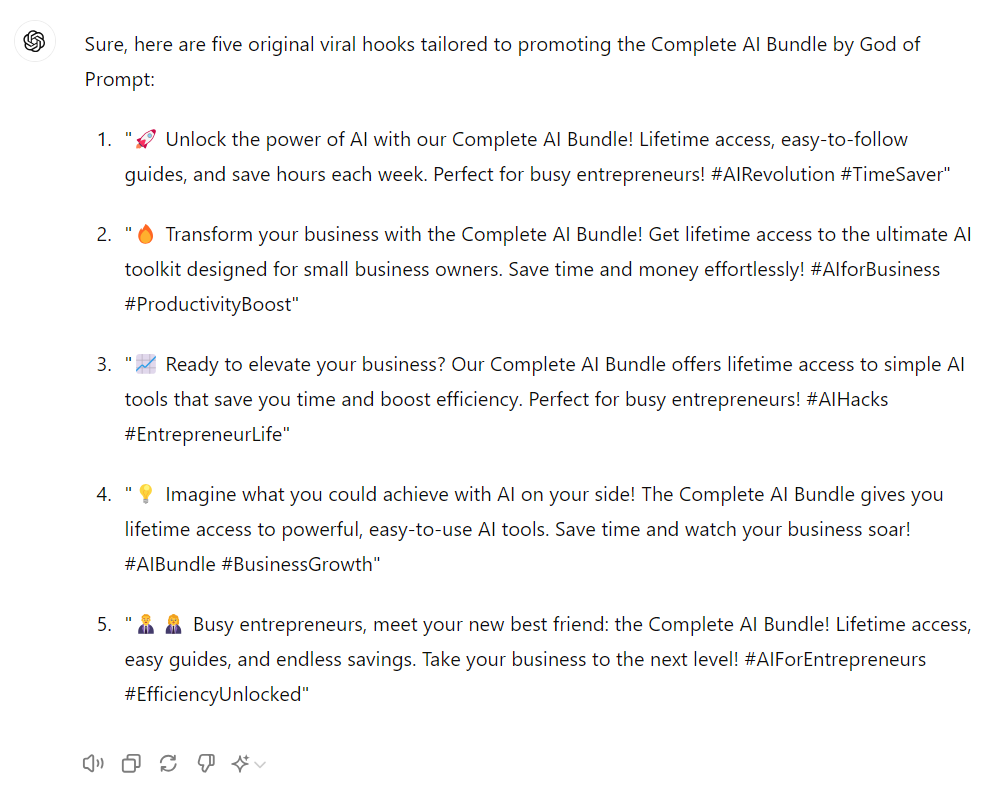 Sure, here are five original viral hooks tailored to promoting the Complete AI Bundle by God of
Prompt:
1. "🚀 Unlock the power of AI with our Complete AI Bundle! Lifetime access, easy-to-follow
guides, and save hours each week. Perfect for busy entrepreneurs! #AIRevolution #TimeSaver"
2. "🔥 Transform your business with the Complete AI Bundle! Get lifetime access to the ultimate AI
toolkit designed for small business owners. Save time and money effortlessly! #AIforBusiness
#ProductivityBoost"
3. "📈 Ready to elevate your business? Our Complete AI Bundle offers lifetime access to simple AI
tools that save you time and boost efficiency. Perfect for busy entrepreneurs! #AIHacks
#EntrepreneurLife"
4. "💡 Imagine what you could achieve with AI on your side! The Complete AI Bundle gives you
lifetime access to powerful, easy-to-use AI tools. Save time and watch your business soar!
#AIBundle #BusinessGrowth"
5. "👨‍💼 👩‍💼 Busy entrepreneurs, meet your new best friend: the Complete AI Bundle! Lifetime access,
easy guides, and endless savings. Take your business to the next level! #AIForEntrepreneurs
#EfficiencyUnlocked"